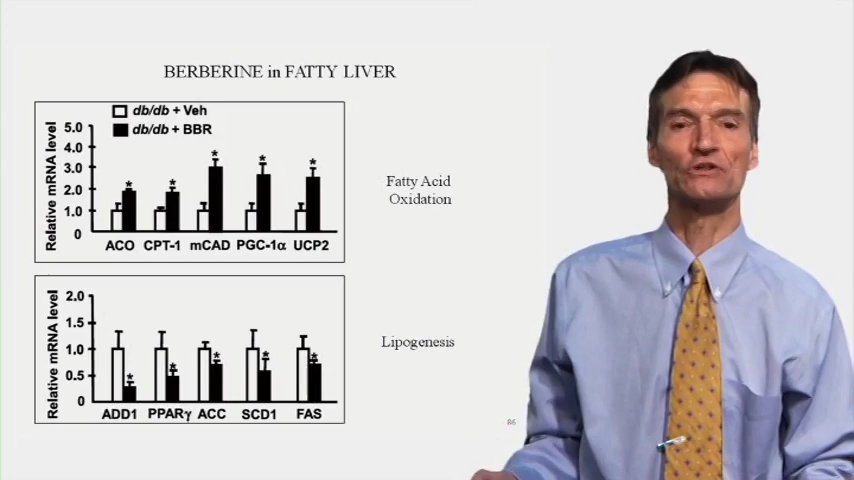 BERBERINE in FATTY LIVER
db/db + Veh
db/db + BBR
Relative mRNA level
5.0
4.0
3.0
2.0
1.0
0
* * * * *
ACO CPT-1 mCAD PGC-1α UCP2
Fatty Acid
Oxidation
Relative mRNA level
2.0
1.5
1.0
0.5
0
* * * * *
ADD1 PPARγ ACC SCD1 FAS
Lipogenesis
86